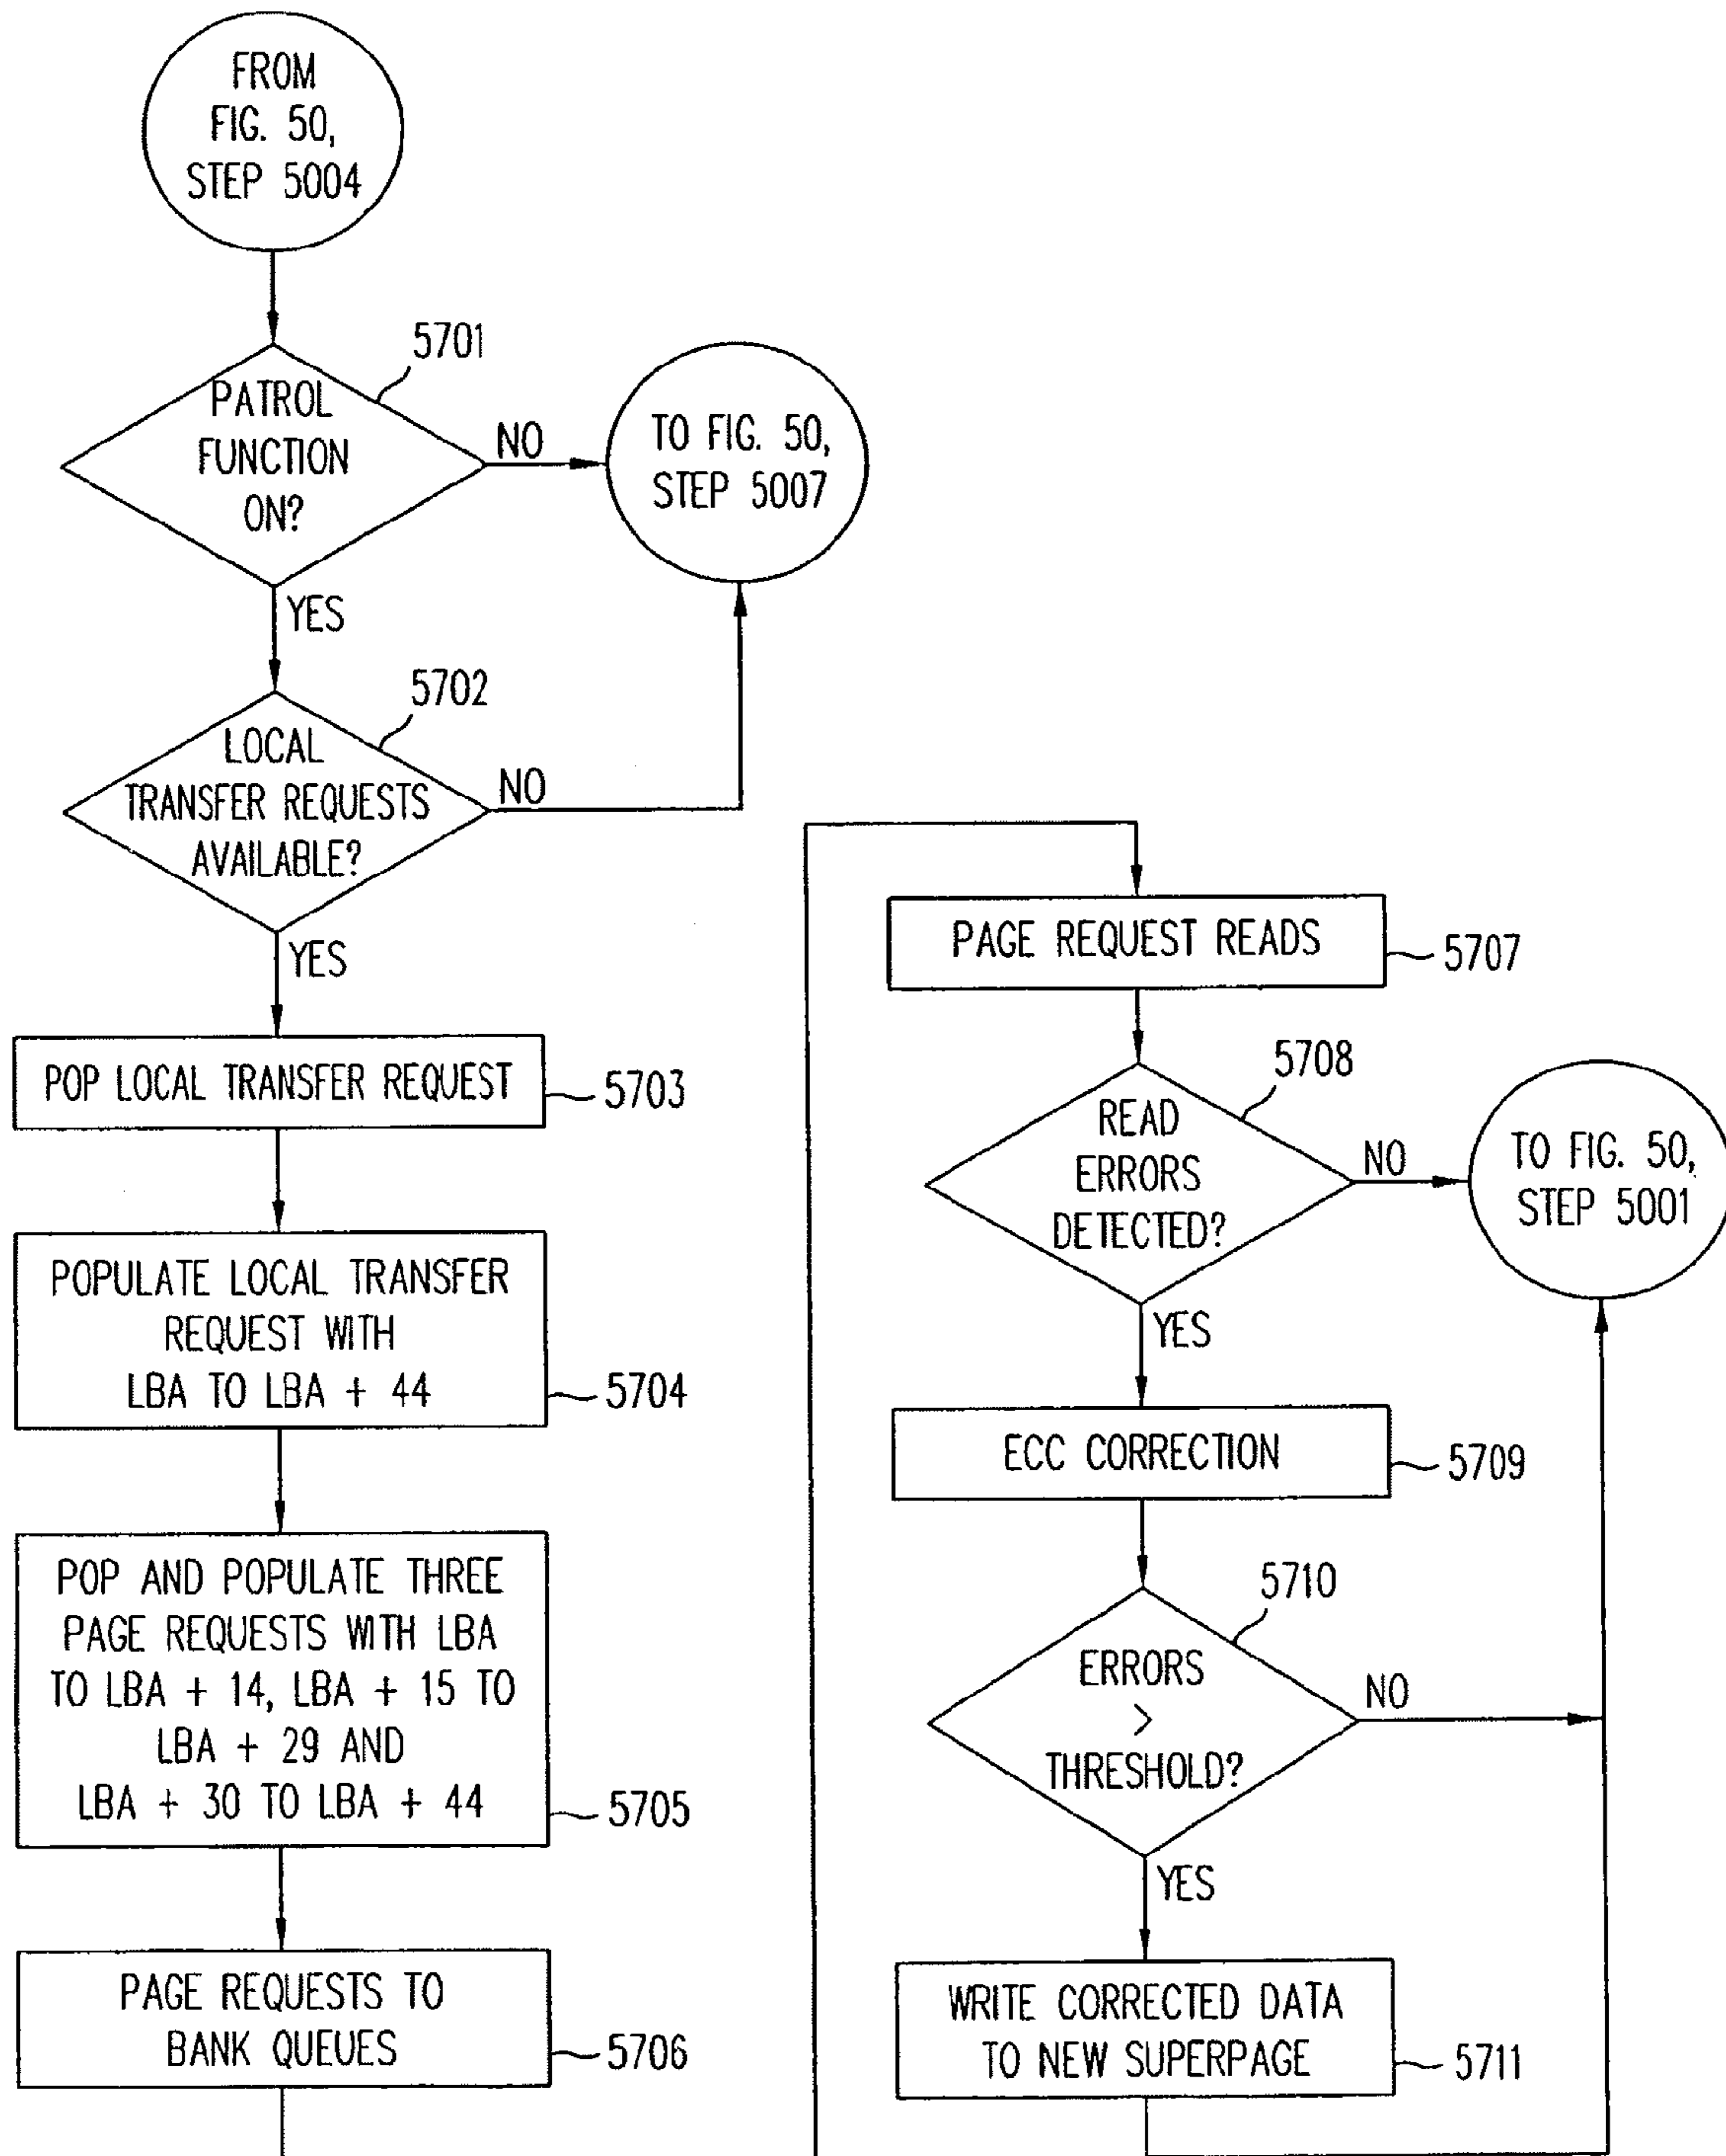 FROM
FIG. 50,
STEP 5004
5701
PATROL
FUNCTION
ON?
NO
TO FIG. 50,
STEP 5007
YES
5702
LOCAL
TRANSFER REQUESTS
AVAILABLE?
NO
YES
POP LOCAL TRANSFER REQUEST
5703
POPULATE LOCAL TRANSFER
REQUEST WITH
LBA TO LBA + 44
5704
POP AND POPULATE THREE
PAGE REQUESTS WITH LBA
TO LBA + 14, LBA + 15 TO
LBA + 29 AND
LBA + 30 TO LBA + 44
5705
PAGE REQUESTS TO
BANK QUEUES
5706
PAGE REQUEST READS
5707
5708
READ
ERRORS
DETECTED?
NO
TO FIG. 50,
STEP 5001
YES
ECC CORRECTION
5709
5710
ERRORS
>
THRESHOLD?
NO
YES
WRITE CORRECTED DATA
TO NEW SUPERPAGE
5711